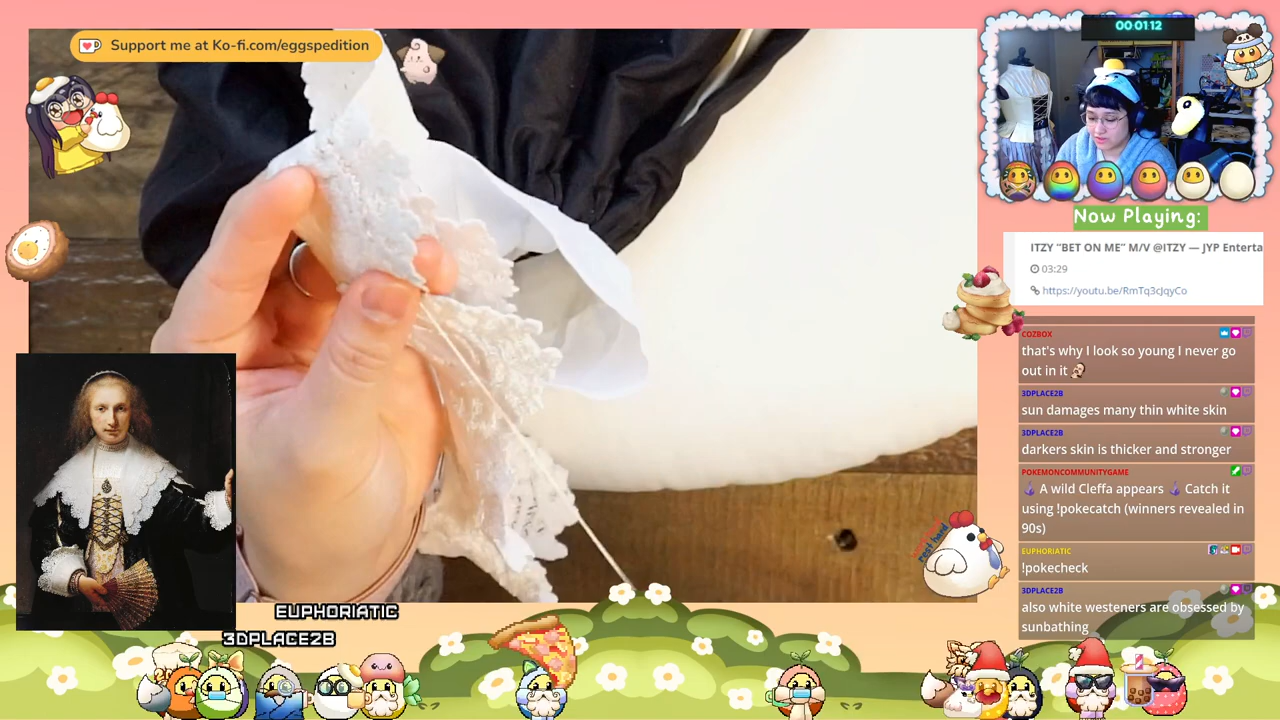 Support me at Ko-fi.com/eggspedition
00 01 12
Now Playing:
ITZY "BET ON ME" M/V @ITZY — JYP Enterta
03:29
https://youtu.be/RmTq3cJqyCo
COZBOX
that's why I look so young I never go
out in it
3DPLACE2B
sun damages many thin white skin
3DPLACE2B
darkers skin is thicker and stronger
POKEMONCOMMUNITYGAME
A wild Cleffa appears Catch it
using !pokecatch (winners revealed in
90s)
EUPHORIATIC
!pokecheck
3DPLACE2B
also white westeners are obsessed by
sunbathing
EUPHORIATIC
3DPLACE2B